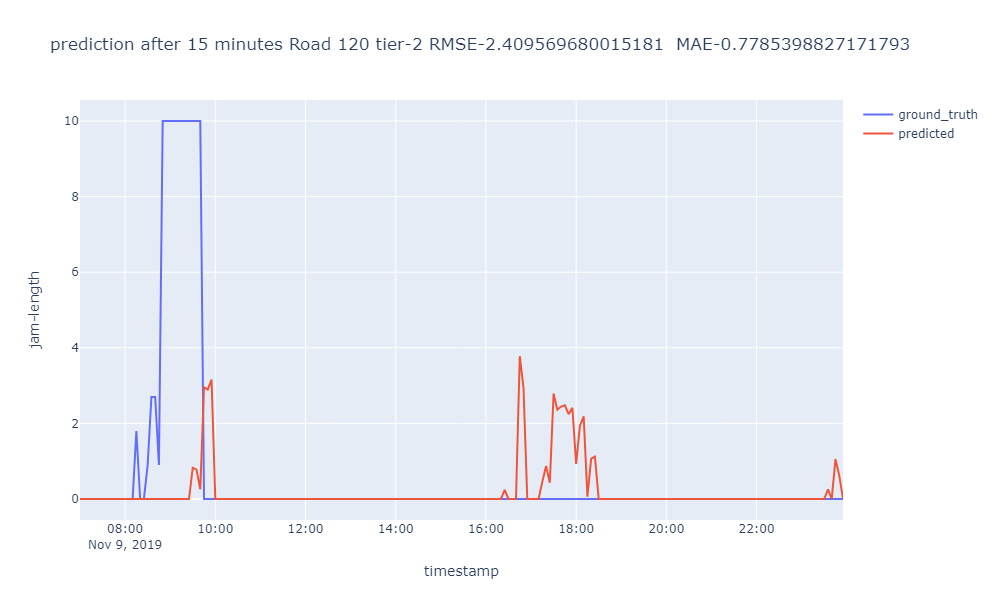 prediction after 15 minutes Road 120 tier-2 RMSE-2.409569680015181  MAE-0.7785398827171793
ground_truth
predicted
10
8
6
4
2
0
jam-length
08:00 10:00 12:00 14:00 16:00 18:00 20:00 22:00
Nov 9, 2019
timestamp